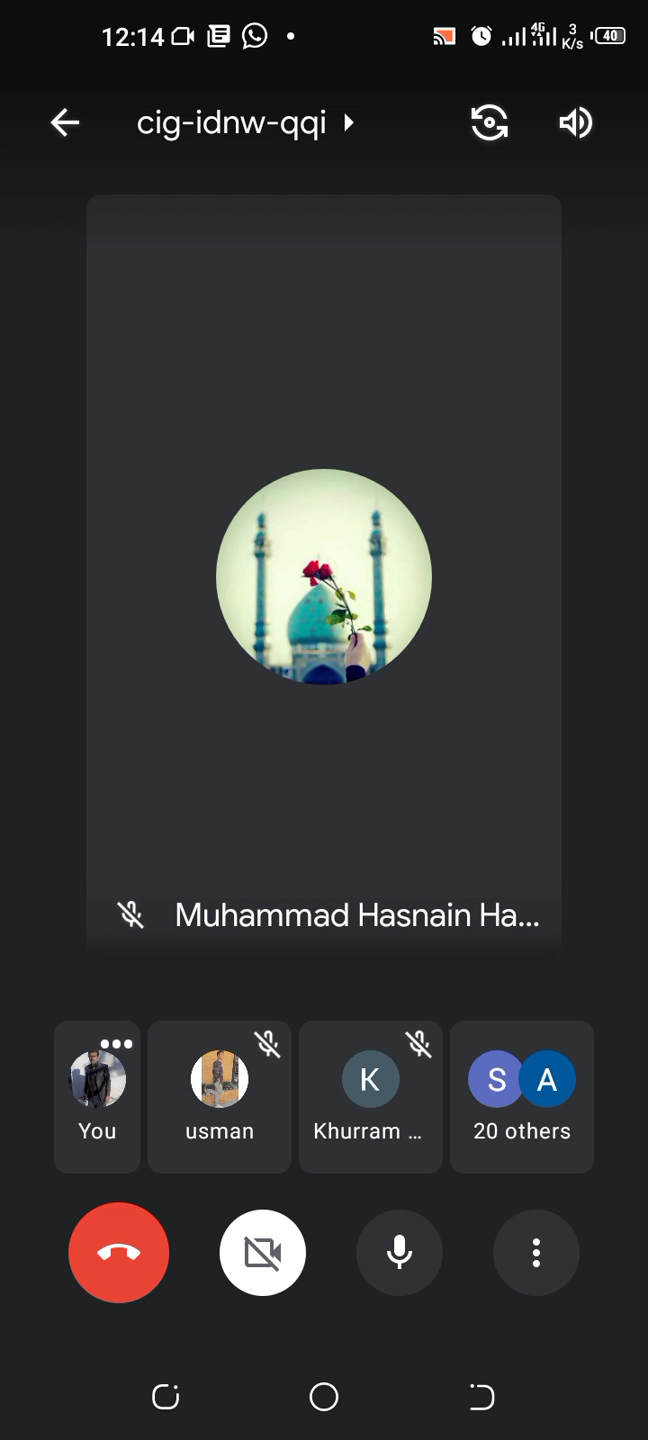 12:14 4G 3 K/s 40
cig-idnw-qqi
Muhammad Hasnain Ha...
You usman Khurram ... 20 others
K S A